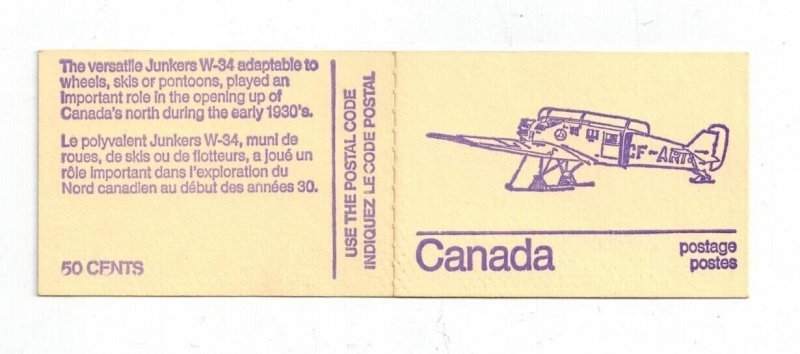 The versatile Junkers W-34 adaptable to
wheels, skis or pontoons, played an
important role in the opening up of
Canada's north during the early 1930's.
Le polyvalent Junkers W-34, muni de
roues, de skis ou de flotteurs, a joué un
rôle important dans l'exploration du
Nord canadien au début des années 30.
50 CENTS
USE THE POSTAL CODE
INDIQUEZ LE CODE POSTAL
CF-ARI
Canada
postage
postes